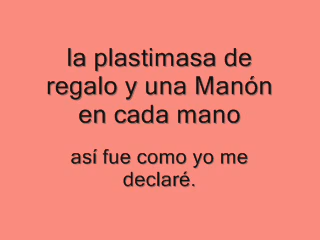 la plastimasa de
regalo y una Manón
en cada mano
así fue como yo me
declaré.